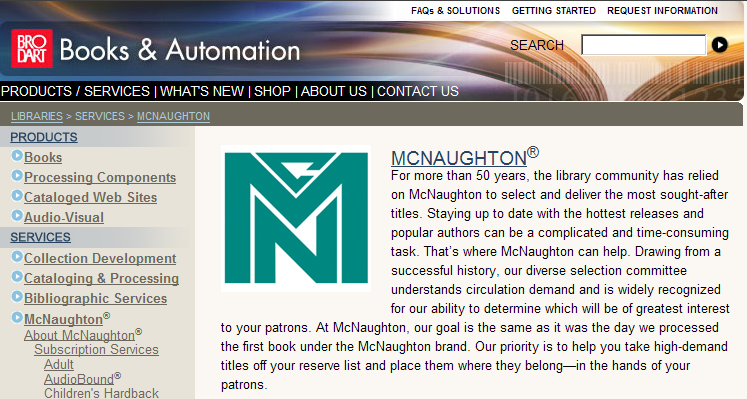 FAQs & SOLUTIONS GETTING STARTED REQUEST INFORMATION
BRO
DART
Books & Automation
SEARCH
PRODUCTS / SERVICES | WHAT'S NEW | SHOP | ABOUT US | CONTACT US
LIBRARIES > SERVICES > MCNAUGHTON
PRODUCTS
Books
Processing Components
Cataloged Web Sites
Audio-Visual
SERVICES
Collection Development
Cataloging & Processing
Bibliographic Services
McNaughton®
About McNaughton®
Subscription Services
Adult
AudioBound®
Children's Hardback
MCNAUGHTON®
For more than 50 years, the library community has relied
on McNaughton to select and deliver the most sought-after
titles. Staying up to date with the hottest releases and
popular authors can be a complicated and time-consuming
task. That's where McNaughton can help. Drawing from a
successful history, our diverse selection committee
understands circulation demand and is widely recognized
for our ability to determine which will be of greatest interest
to your patrons. At McNaughton, our goal is the same as it was the day we processed
the first book under the McNaughton brand. Our priority is to help you take high-demand
titles off your reserve list and place them where they belong—in the hands of your
patrons.